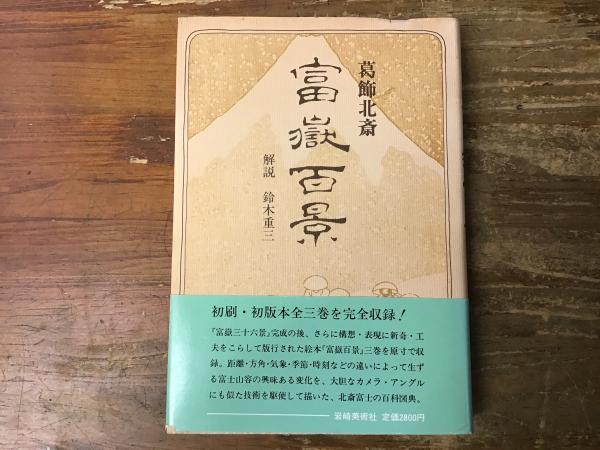 葛飾北斎
富嶽百景
解説 鈴木重三
初刷・初版本全三巻を完全収録!
『富嶽三十六景』完成の後、さらに構想・表現に新奇・工
夫をこらして版行された絵本『富嶽百景』三巻を原寸で収
録。距離・方角・気象・季節・時刻などの違いによって生ず
る富士山容の興味ある変化を、大胆なカメラ・アングル
にも似た技術を駆使して描いた、北斎富士の百科図典。
岩崎美術社 定価2800円